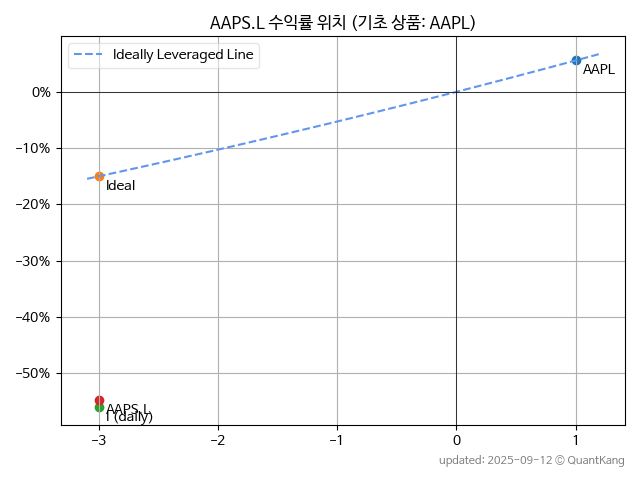 AAPS.L 수익률 위치 (기초 상품: AAPL)
Ideally Leveraged Line
AAPL
Ideal
AAPS.L
I (daily)
0%
-10%
-20%
-30%
-40%
-50%
-3
-2
-1
0
1
updated: 2025-09-12 © QuantKang